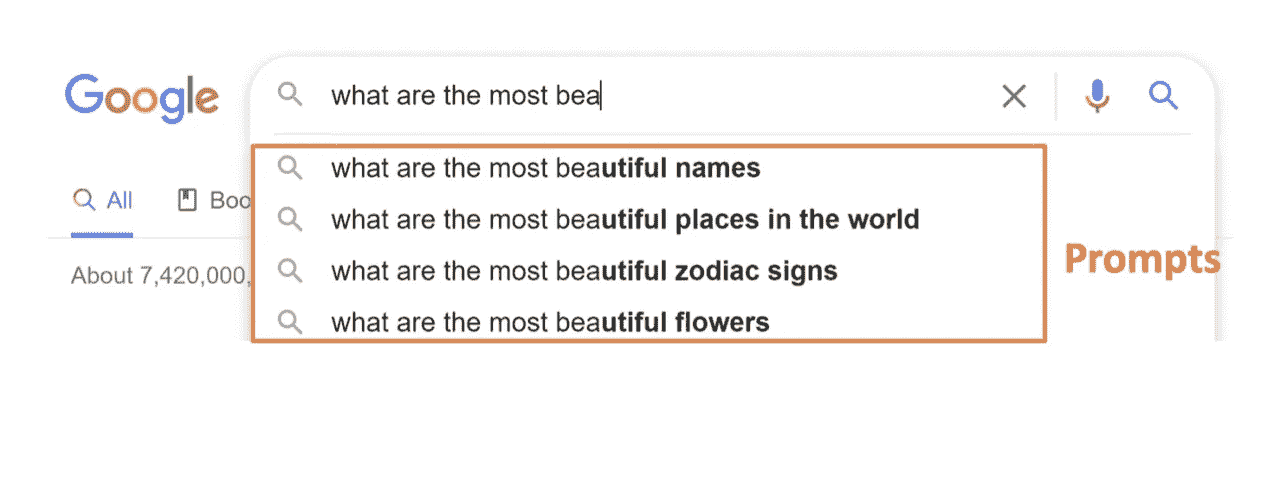 Google
what are the most bea
what are the most beautiful names
All
Boo
what are the most beautiful places in the world
Prompts
About 7,420,000,
what are the most beautiful zodiac signs
what are the most beautiful flowers